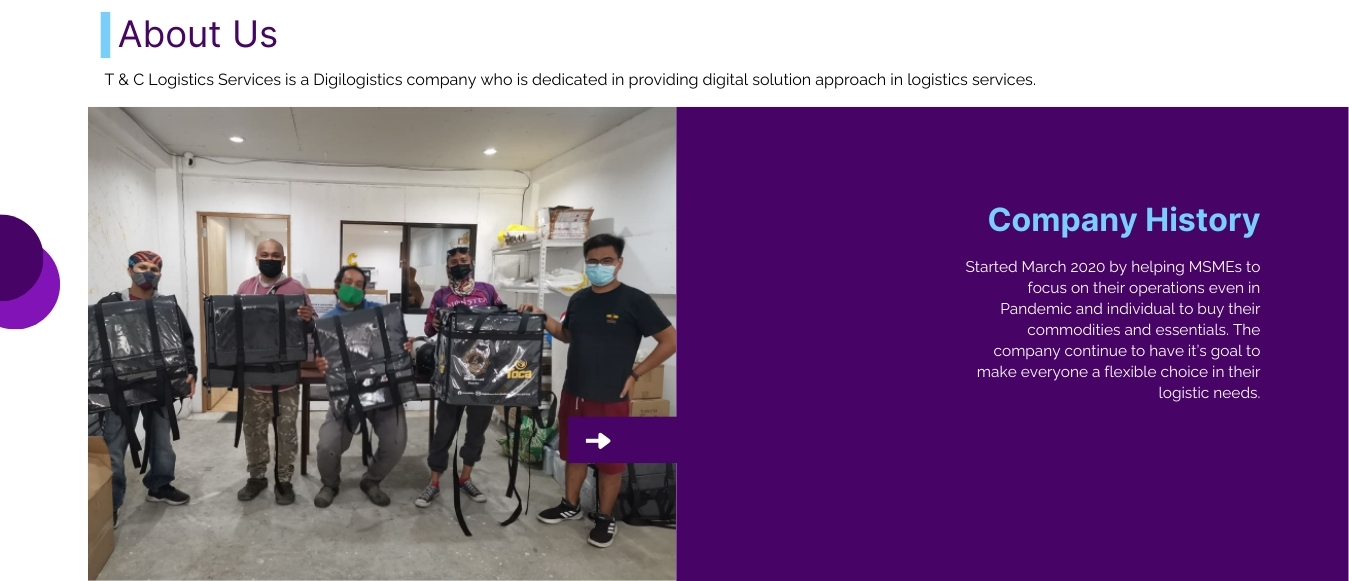 About Us
T & C Logistics Services is a Digilogistics company who is dedicated in providing digital solution approach in logistics services.
Company History
Started March 2020 by helping MSMEs to
focus on their operations even in
Pandemic and individual to buy their
commodities and essentials. The
company continue to have it's goal to
make everyone a flexible choice in their
logistic needs.
MONSTER
TOCA